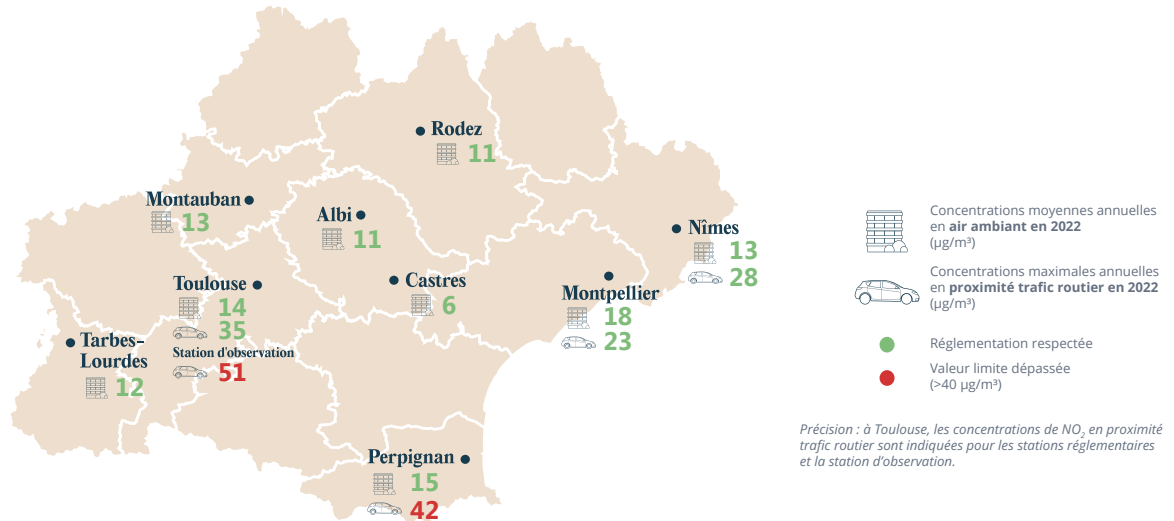 Rodez
11
Montauban
13
Albi
11
Nîmes
13
28
Toulouse
14
35
Station d'observation
51
Castres
6
Montpellier
18
23
Tarbes-
Lourdes
12
Perpignan
15
42
Concentrations moyennes annuelles
en air ambiant en 2022
(µg/m³)
Concentrations maximales annuelles
en proximité trafic routier en 2022
(µg/m³)
Réglementation respectée
Valeur limite dépassée
(>40 µg/m³)
Précision : à Toulouse, les concentrations de NO₂ en proximité
trafic routier sont indiquées pour les stations réglementaires
et la station d’observation.